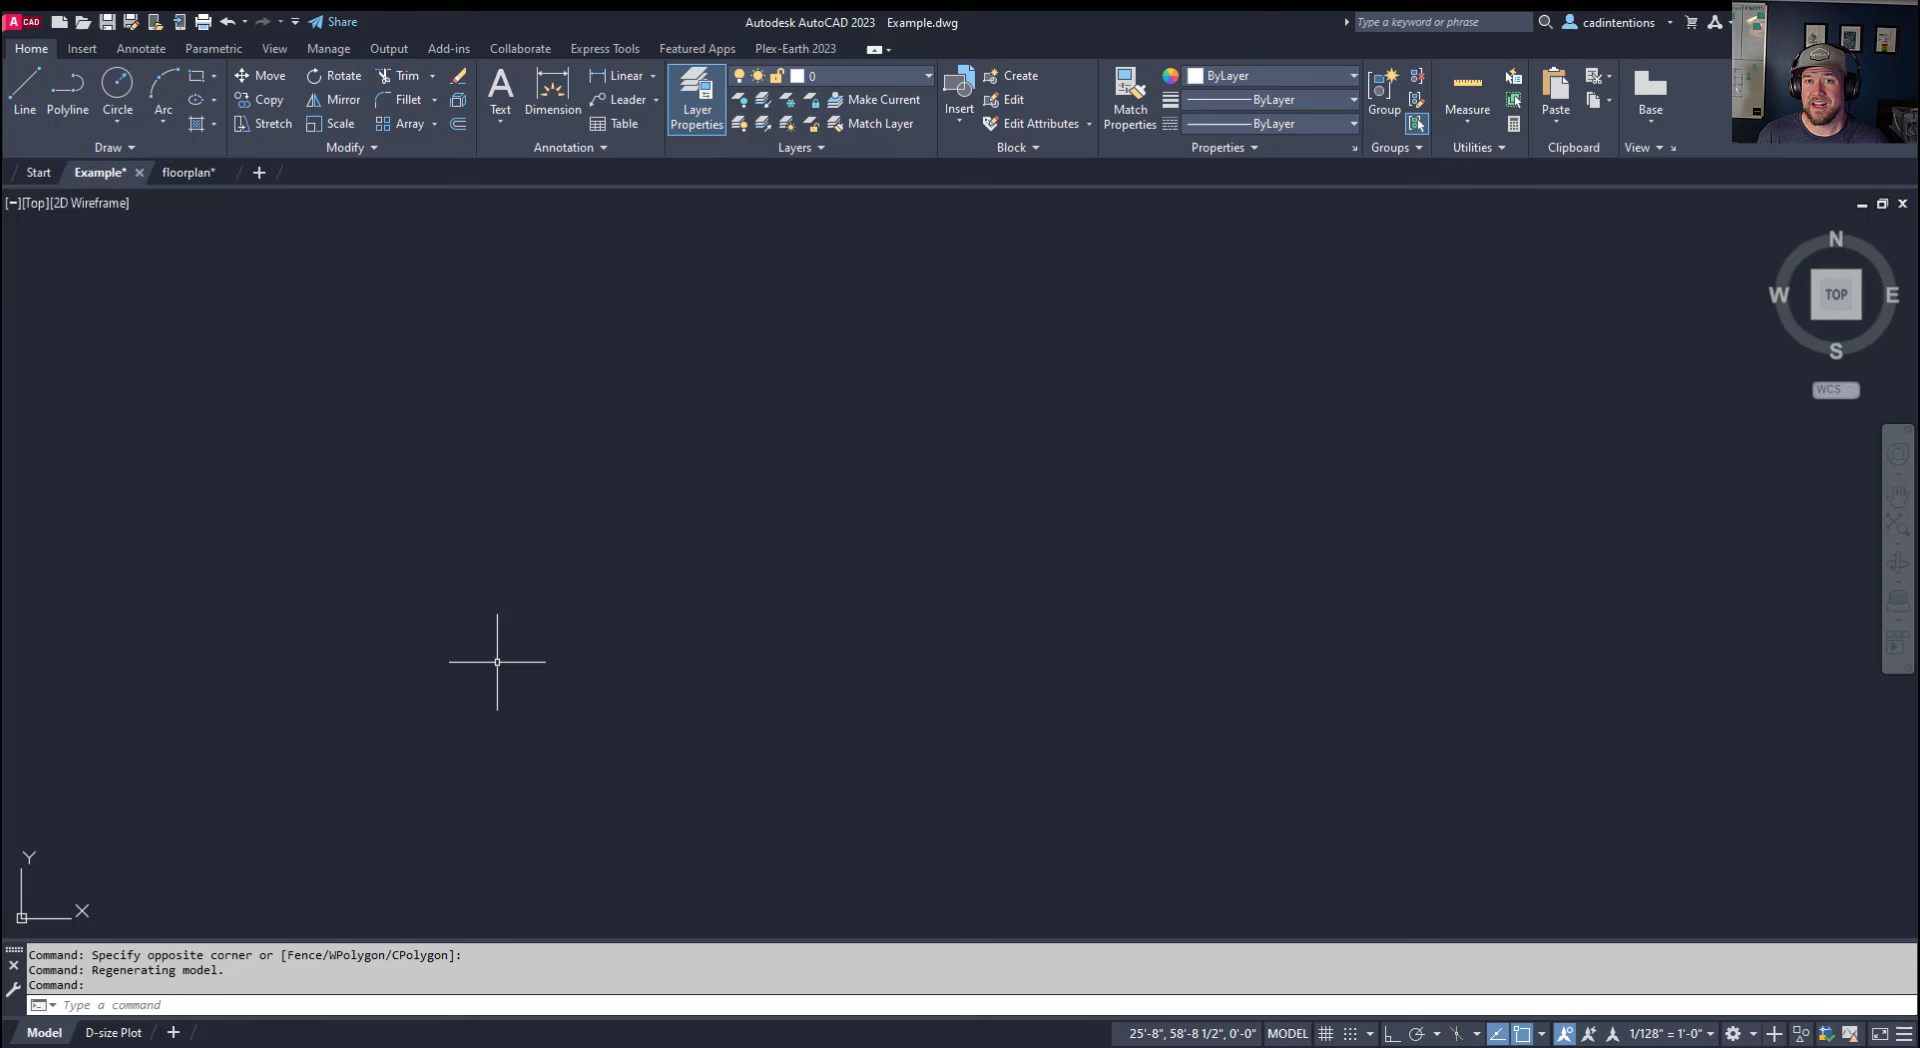 A CAD Share Autodesk AutoCAD 2023 Example.dwg Type a keyword or phrase cadintentions
Home Insert Annotate Parametric View Manage Output Add-ins Collaborate Express Tools Featured Apps Plex-Earth 2023
Line Polyline Circle Arc
Move Rotate Trim
Copy Mirror Fillet
Stretch Scale Array
Text Dimension
Linear
Leader
Table
Layer Properties
0
Make Current
Match Layer
Insert
Create
Edit
Edit Attributes
Match Properties
ByLayer
ByLayer
ByLayer
Group
Measure
Paste
Base
Draw Modify Annotation Layers Block Properties Groups Utilities Clipboard View
Start Example* floorplan*
[−][Top][2D Wireframe]
N
W TOP E
S
WCS
Y
X
Command: Specify opposite corner or [Fence/WPolygon/CPolygon]:
Command: Regenerating model.
Command:
Type a command
Model D-size Plot 25'-8", 58'-8 1/2", 0'-0" MODEL 1/128" = 1'-0"